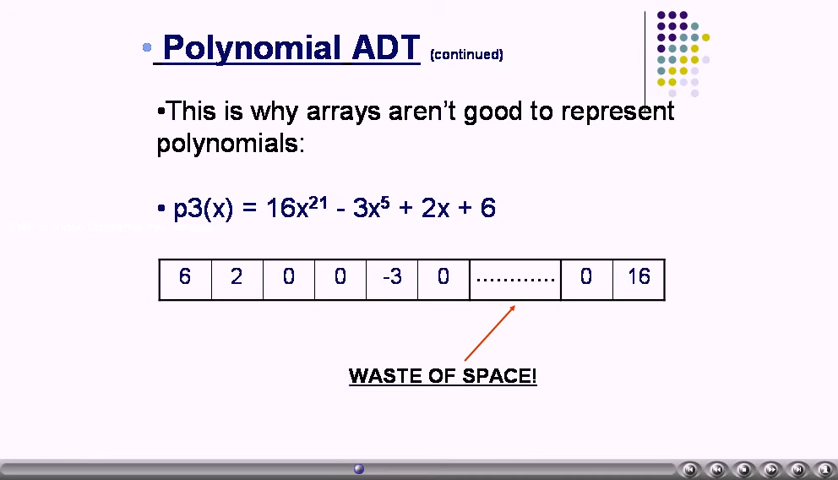 • Polynomial ADT (continued)
•This is why arrays aren't good to represent
polynomials:
• p3(x) = 16x²¹ - 3x⁵ + 2x + 6
6 2 0 0 -3 0 ............ 0 16
WASTE OF SPACE!